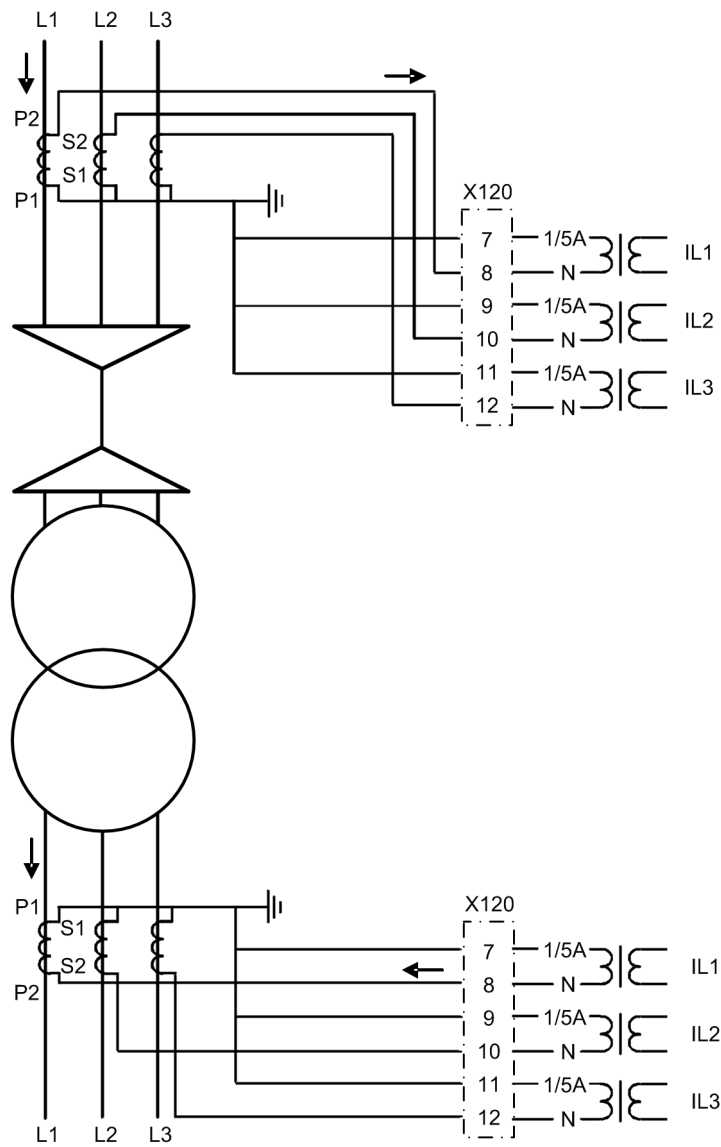 L1 L2 L3
P2
S2
S1
P1
X120
7 1/5A
IL1
8 N
9 1/5A
IL2
10 N
11 1/5A
IL3
12 N
P1
S1
S2
P2
X120
7 1/5A
IL1
8 N
9 1/5A
IL2
10 N
11 1/5A
IL3
12 N
L1 L2 L3